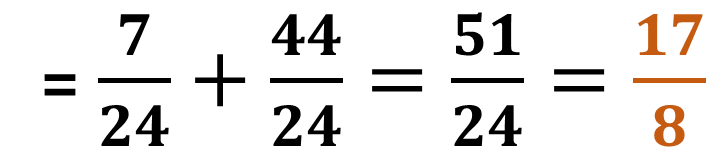 = 7/24 + 44/24 = 51/24 = 17/8